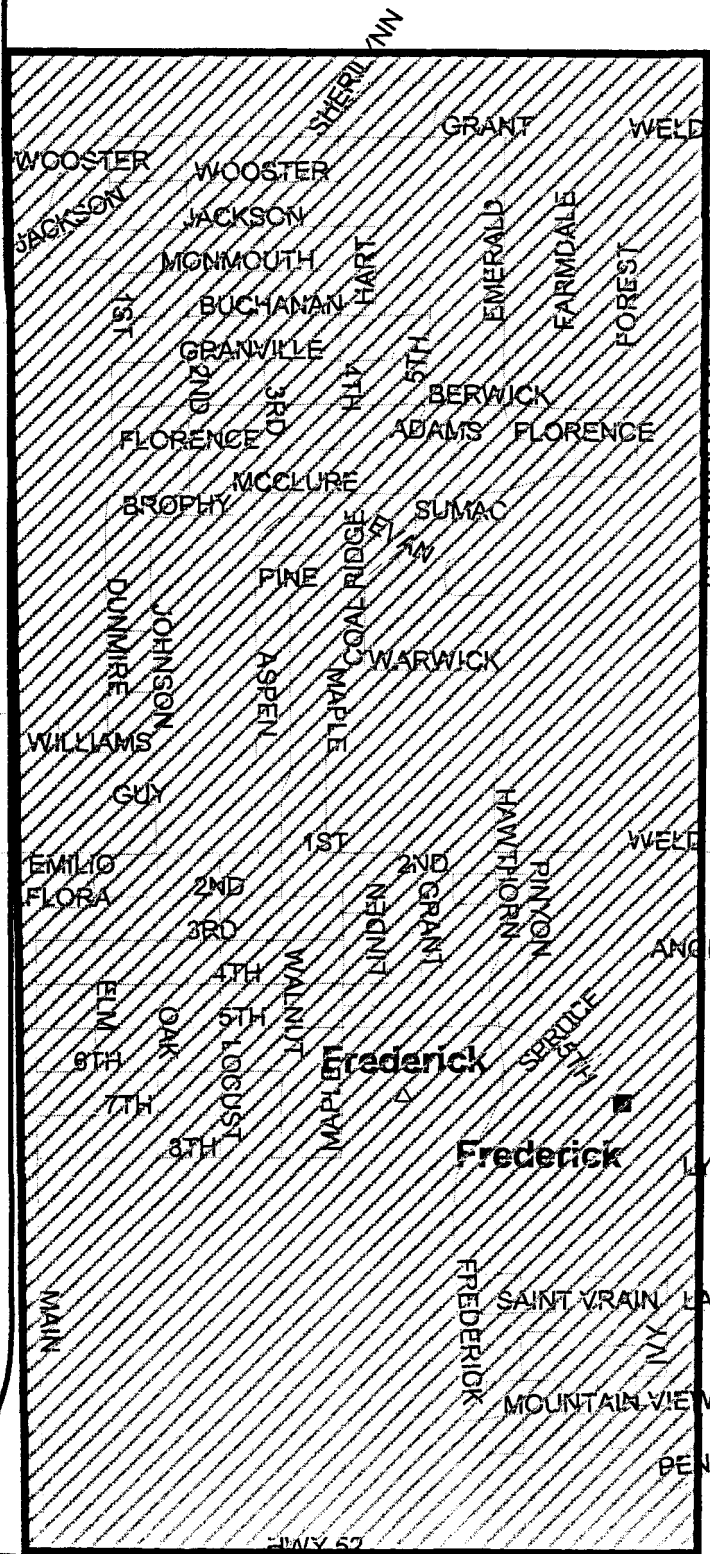 SHERILYNN
GRANT
WELD
WOOSTER
WOOSTER
JACKSON
JACKSON
MONMOUTH
HART
EMERALD
FARMDALE
FOREST
1ST
BUCHANAN
GRANVILLE
2ND
3RD
4TH
5TH
BERWICK
FLORENCE
ADAMS
FLORENCE
MCCLURE
BROPHY
SUMAC
EVAN
COAL RIDGE
PINE
DUNMIRE
JOHNSON
ASPEN
MAPLE
WARWICK
WILLIAMS
GUY
HAWTHORN
1ST
WELD
EMILIO
2ND
FLORA
2ND
LINDEN
GRANT
PINYON
3RD
4TH
WALNUT
ELM
OAK
5TH
SPRUCE
5TH
6TH
LOCUST
Frederick
MAPLE
7TH
8TH
Frederick
MAIN
FREDERICK
SAINT VRAIN
LA
IVY
MOUNTAIN VIEW
PEN
HWY 52